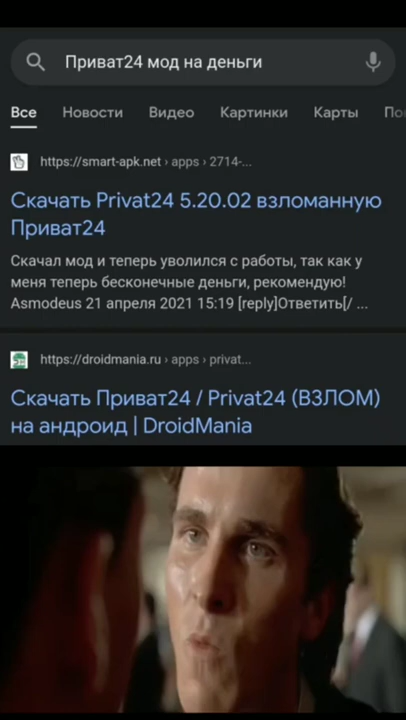 Приват24 мод на деньги
Все Новости Видео Картинки Карты
https://smart-apk.net › apps › 2714-...
Скачать Privat24 5.20.02 взломанную
Приват24
Скачал мод и теперь уволился с работы, так как у
меня теперь бесконечные деньги, рекомендую!
Asmodeus 21 апреля 2021 15:19 [reply]Ответить[/ ...
https://droidmania.ru › apps › privat...
Скачать Приват24 / Privat24 (ВЗЛОМ)
на андроид | DroidMania